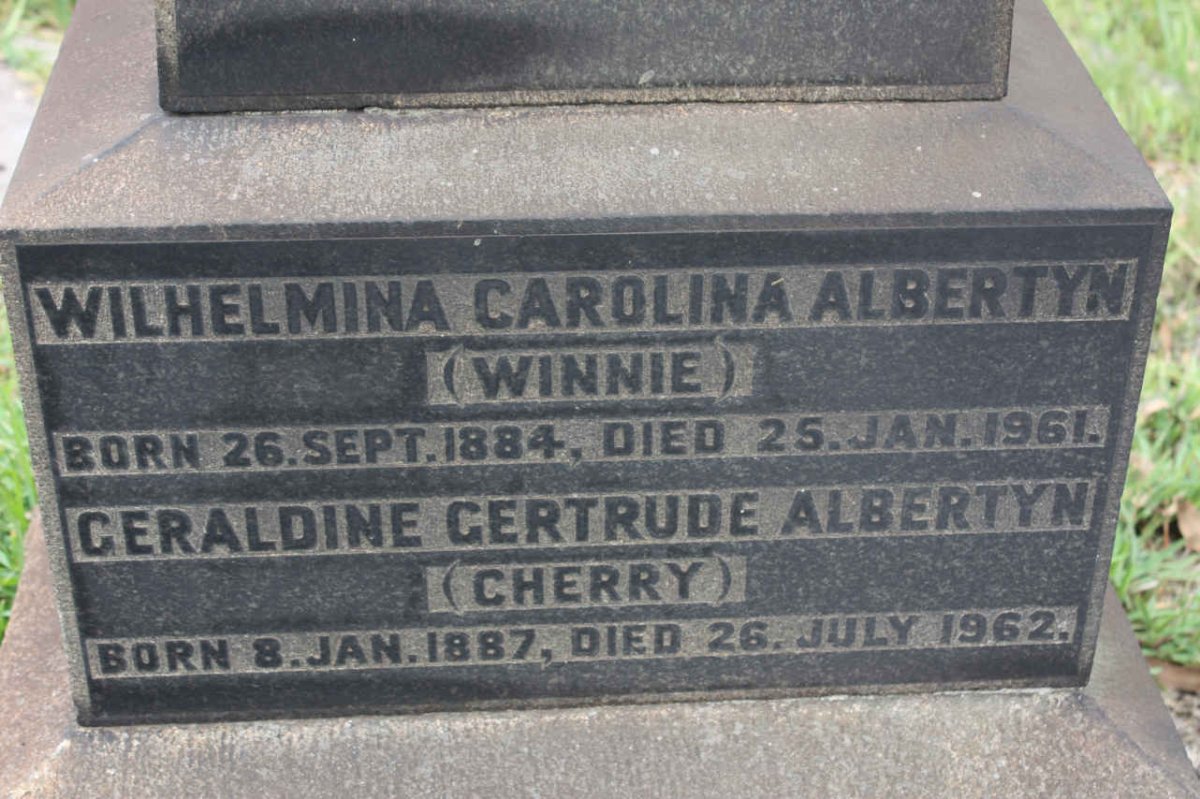 WILHELMINA CAROLINA ALBERTYN
(WINNIE)
BORN 26.SEPT.1884, DIED 25.JAN.1961.
GERALDINE GERTRUDE ALBERTYN
(CHERRY)
BORN 8.JAN.1887, DIED 26.JULY 1962.